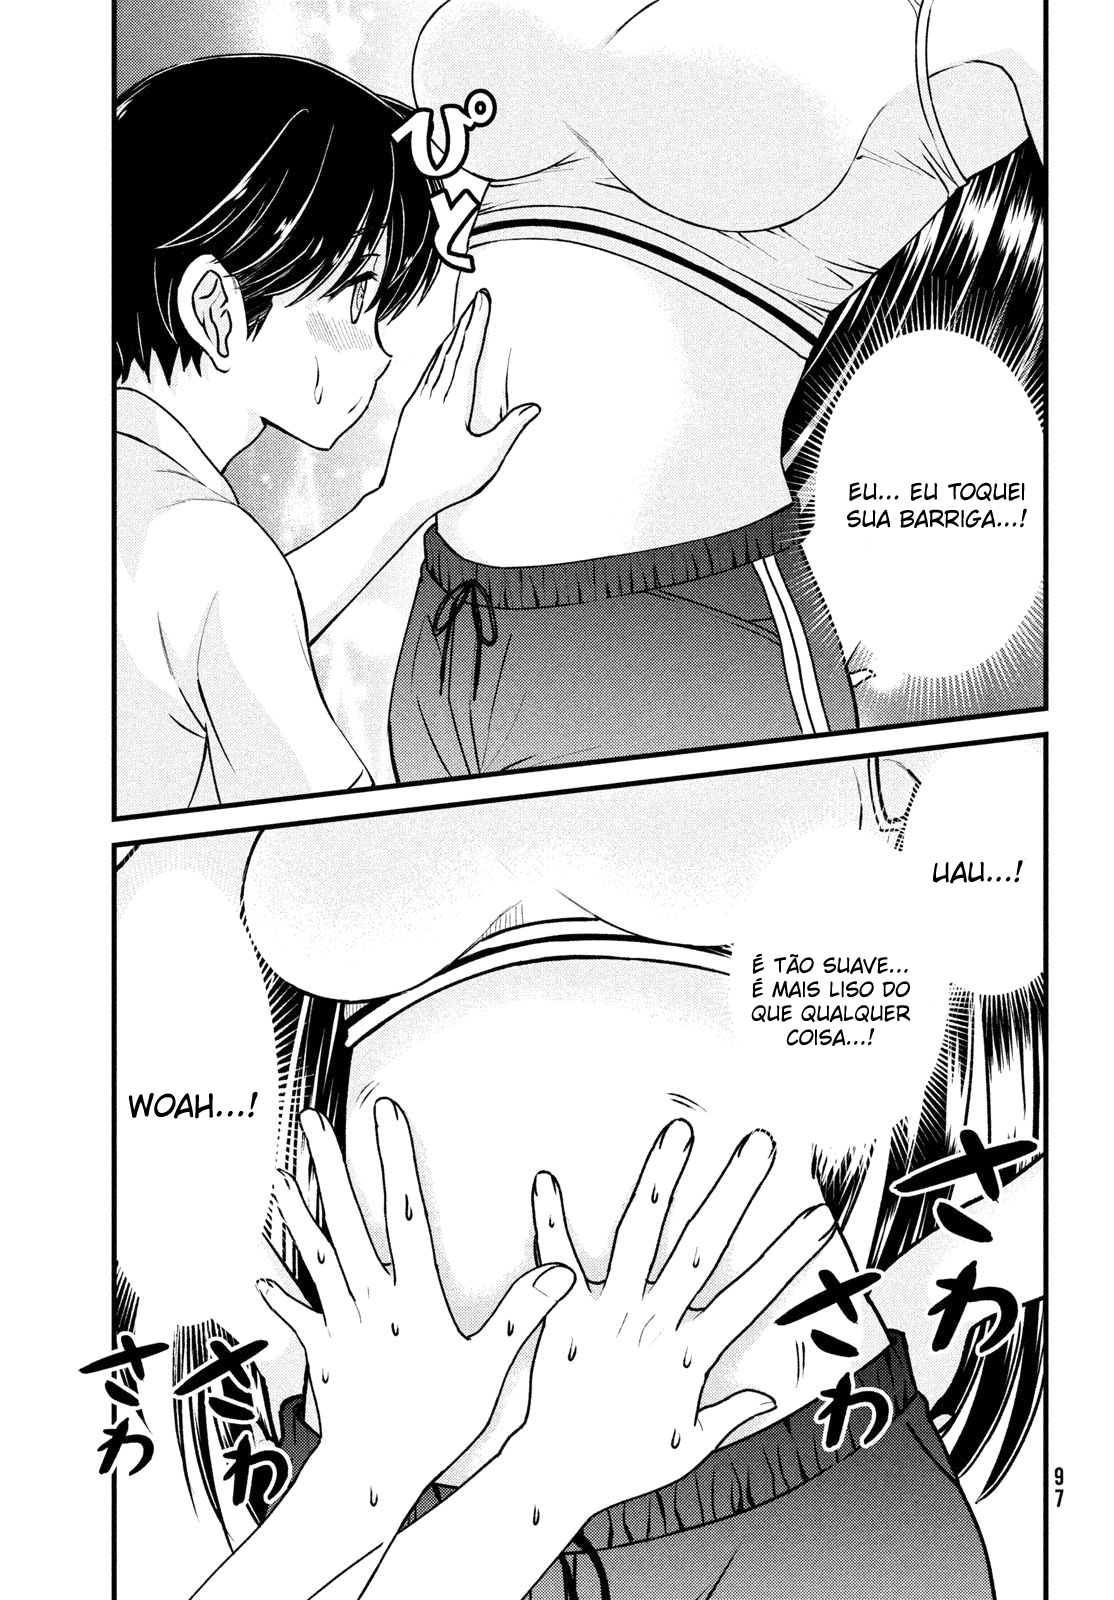 ぴと
EU... EU TOQUEI
SUA BARRIGA...!
UAU...!
É TÃO SUAVE...
É MAIS LISO DO
QUE QUALQUER
COISA...!
WOAH...!
さわ
さわ
さわ
さわ
97